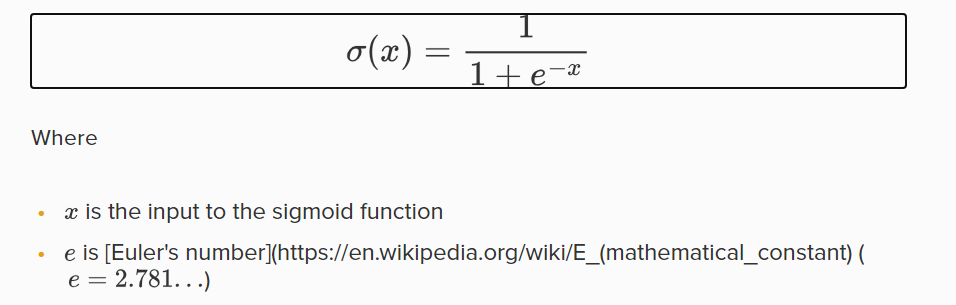 σ(x) = 1 / (1 + e^{-x})
Where
• x is the input to the sigmoid function
• e is [Euler's number](https://en.wikipedia.org/wiki/E_(mathematical_constant) (
e = 2.781...)